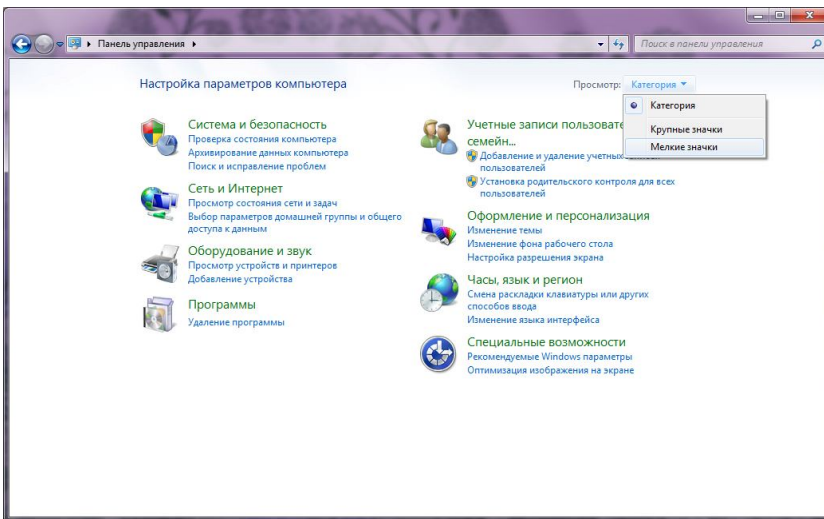 Панель управления
Поиск в панели управления
Настройка параметров компьютера
Просмотр: Категория
Категория
Крупные значки
Мелкие значки
Система и безопасность
Проверка состояния компьютера
Архивирование данных компьютера
Поиск и исправление проблем
Сеть и Интернет
Просмотр состояния сети и задач
Выбор параметров домашней группы и общего
доступа к данным
Оборудование и звук
Просмотр устройств и принтеров
Добавление устройства
Программы
Удаление программы
Учетные записи пользовате
семейн...
Добавление и удаление учетных
пользователей
Установка родительского контроля для всех
пользователей
Оформление и персонализация
Изменение темы
Изменение фона рабочего стола
Настройка разрешения экрана
Часы, язык и регион
Смена раскладки клавиатуры или других
способов ввода
Изменение языка интерфейса
Специальные возможности
Рекомендуемые Windows параметры
Оптимизация изображения на экране